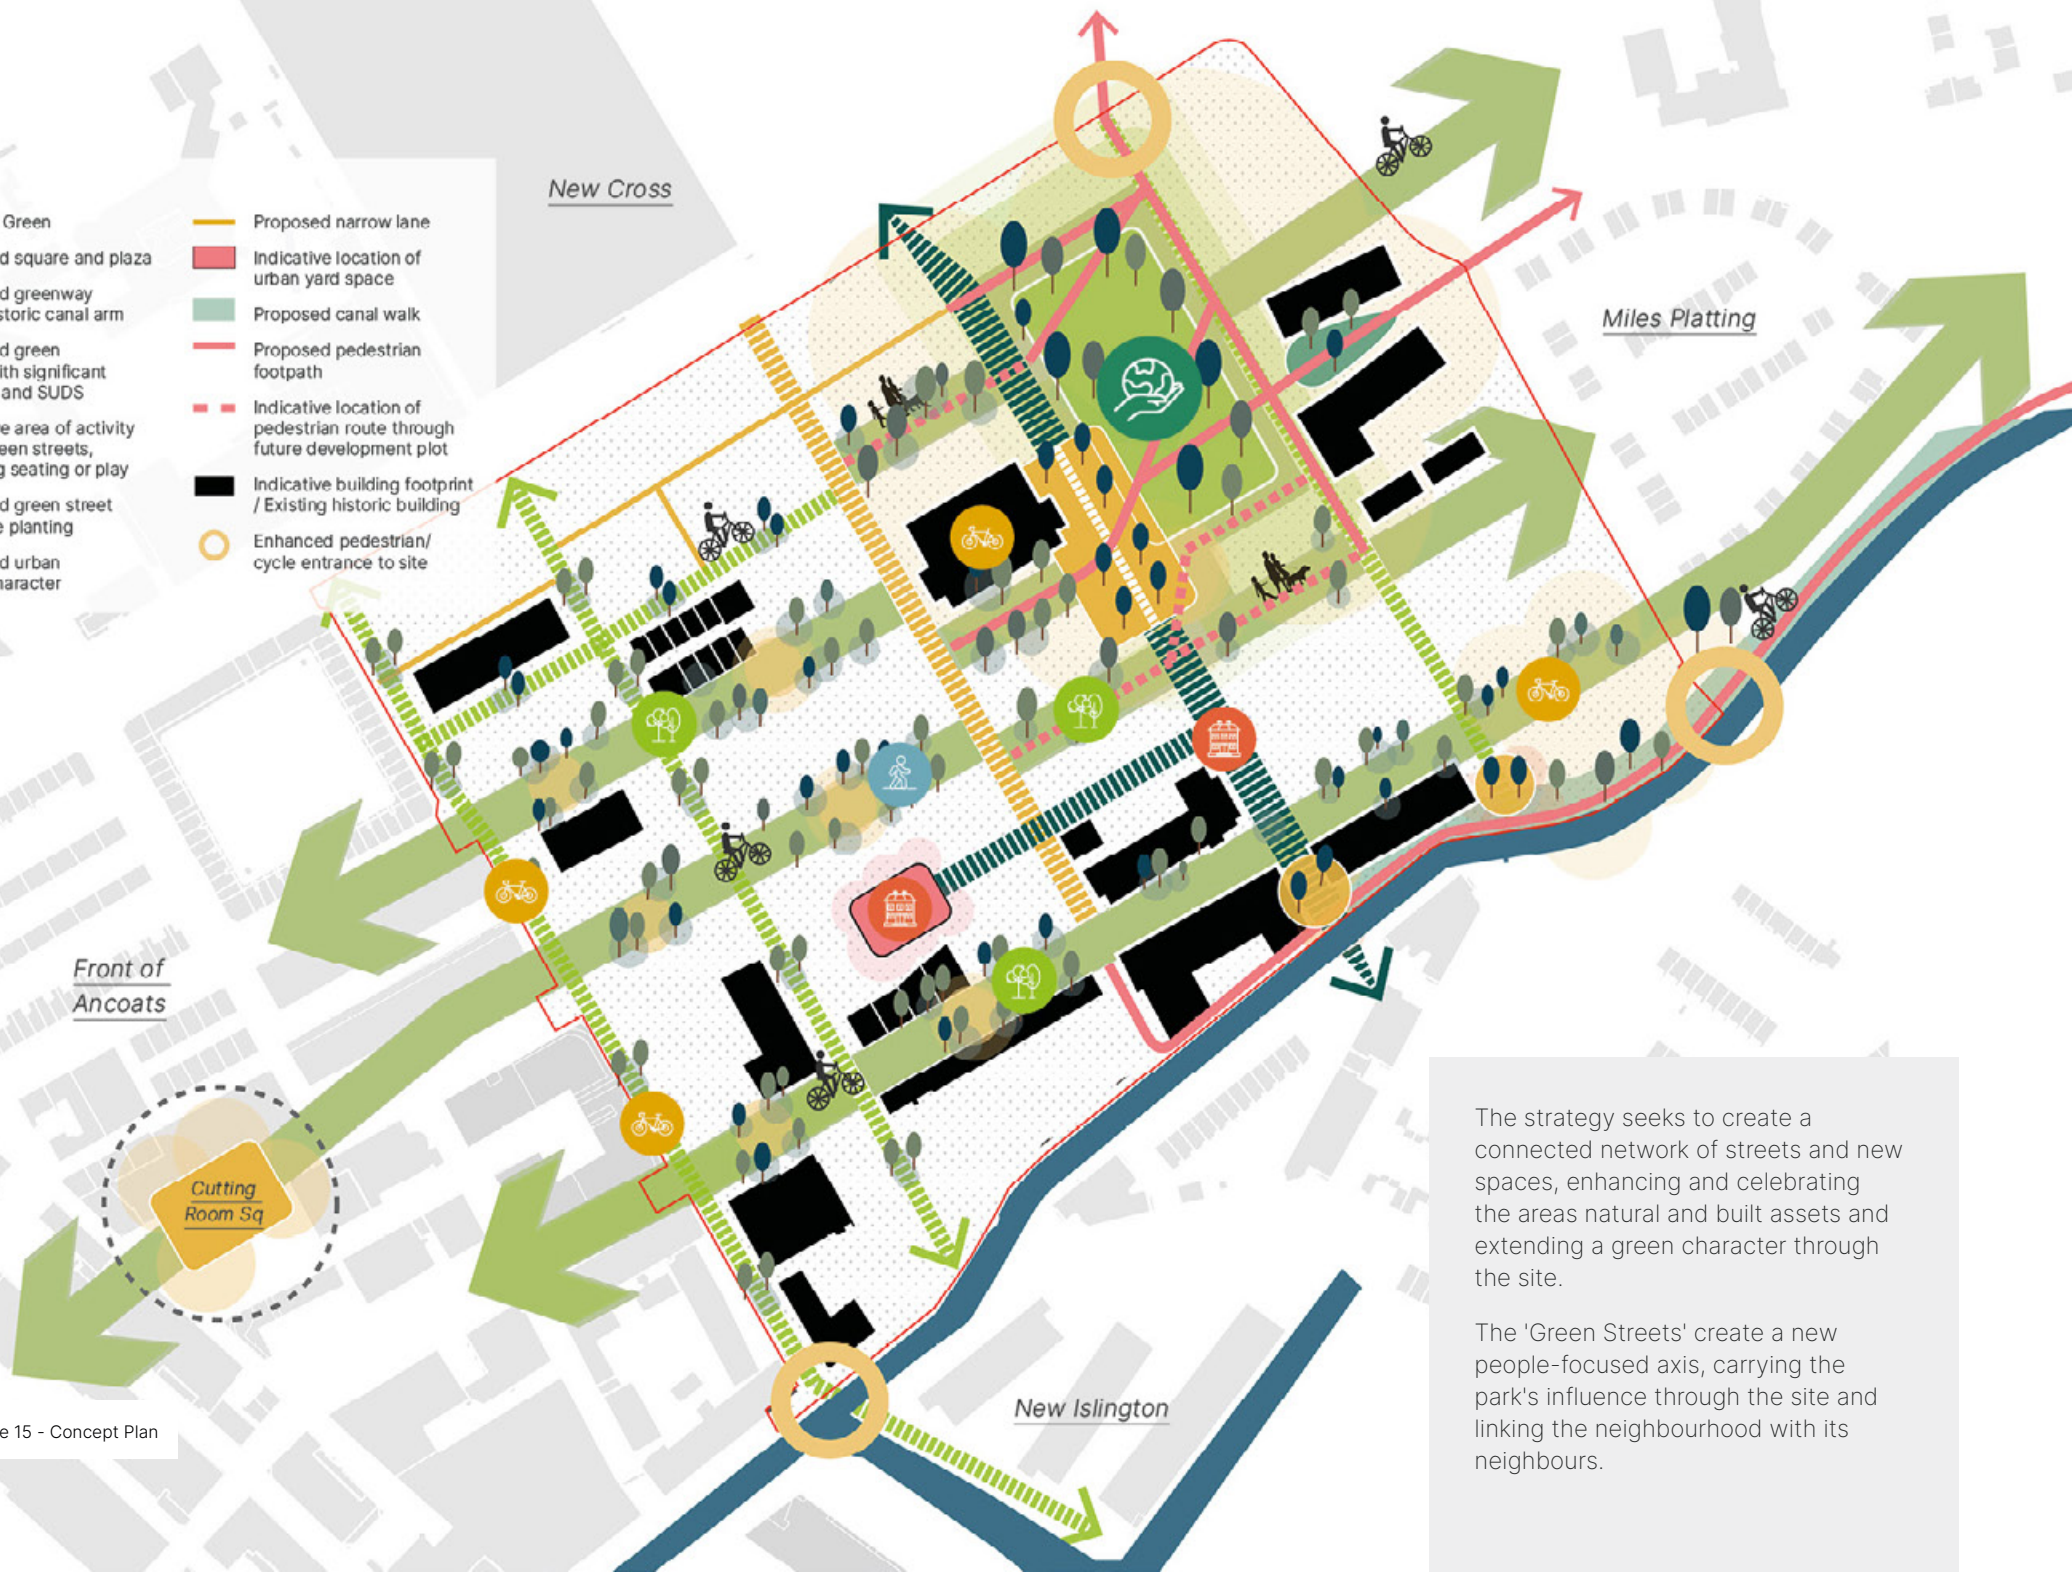 Green
d square and plaza
d greenway
storic canal arm
d green
ith significant
and SUDS
e area of activity
een streets,
g seating or play
d green street
e planting
d urban
haracter
Proposed narrow lane
Indicative location of
urban yard space
Proposed canal walk
Proposed pedestrian
footpath
Indicative location of
pedestrian route through
future development plot
Indicative building footprint
/ Existing historic building
Enhanced pedestrian/
cycle entrance to site
New Cross
Miles Platting
Front of
Ancoats
Cutting
Room Sq
New Islington
e 15 - Concept Plan
The strategy seeks to create a
connected network of streets and new
spaces, enhancing and celebrating
the areas natural and built assets and
extending a green character through
the site.
The 'Green Streets' create a new
people-focused axis, carrying the
park's influence through the site and
linking the neighbourhood with its
neighbours.